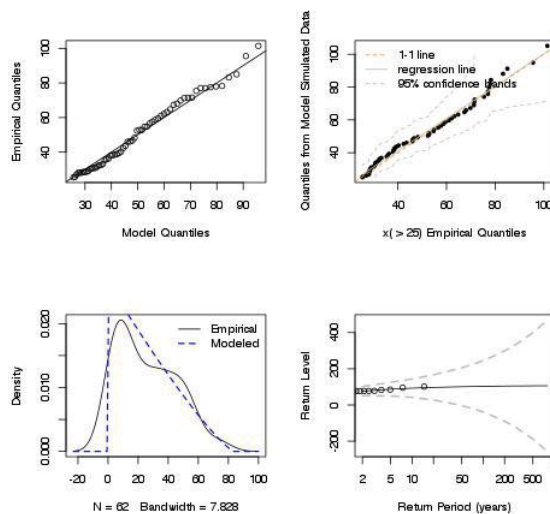 Empirical Quantiles
40 60 80 100
30 40 50 60 70 80 90
Model Quantiles
Quantiles from Model Simulated Data
40 60 80 100
1-1 line
regression line
95% confidence bands
40 60 80 100
x( > 25) Empirical Quantiles
Density
0.000 0.010 0.020
Empirical
Modeled
-20 0 20 40 60 80 100
N = 62 Bandwidth = 7.828
Return Level
-200 0 200 400
2 5 10 50 100 200 500
Return Period (years)